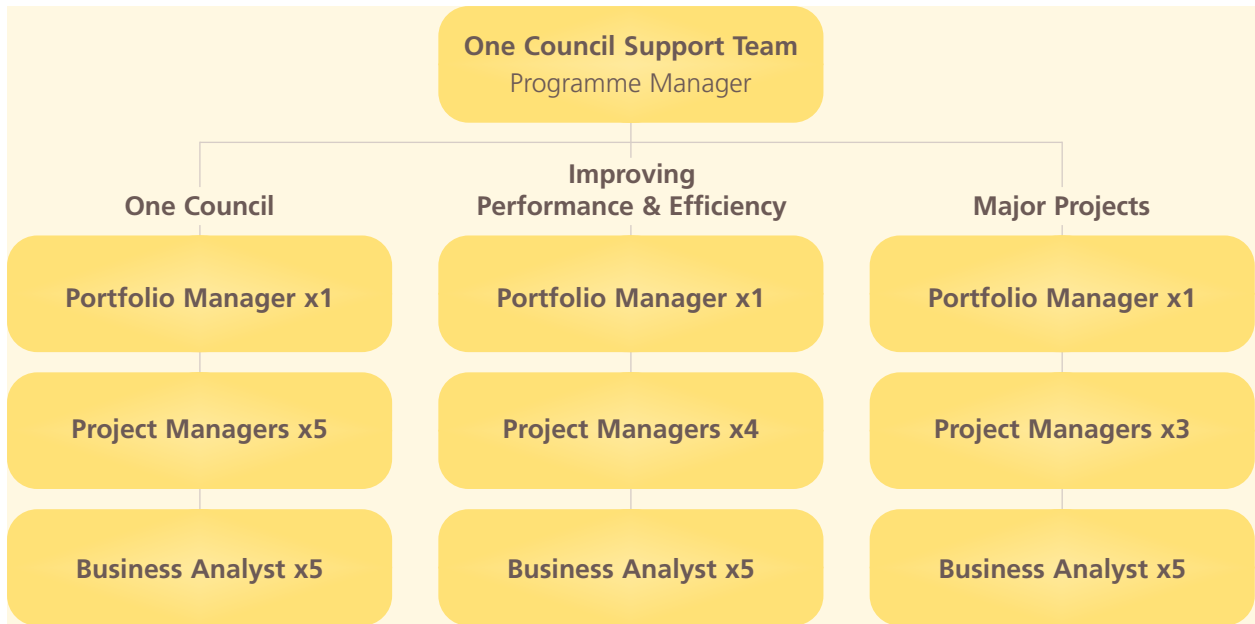 One Council Support Team
Programme Manager
One Council
Improving
Performance & Efficiency
Major Projects
Portfolio Manager x1
Portfolio Manager x1
Portfolio Manager x1
Project Managers x5
Project Managers x4
Project Managers x3
Business Analyst x5
Business Analyst x5
Business Analyst x5